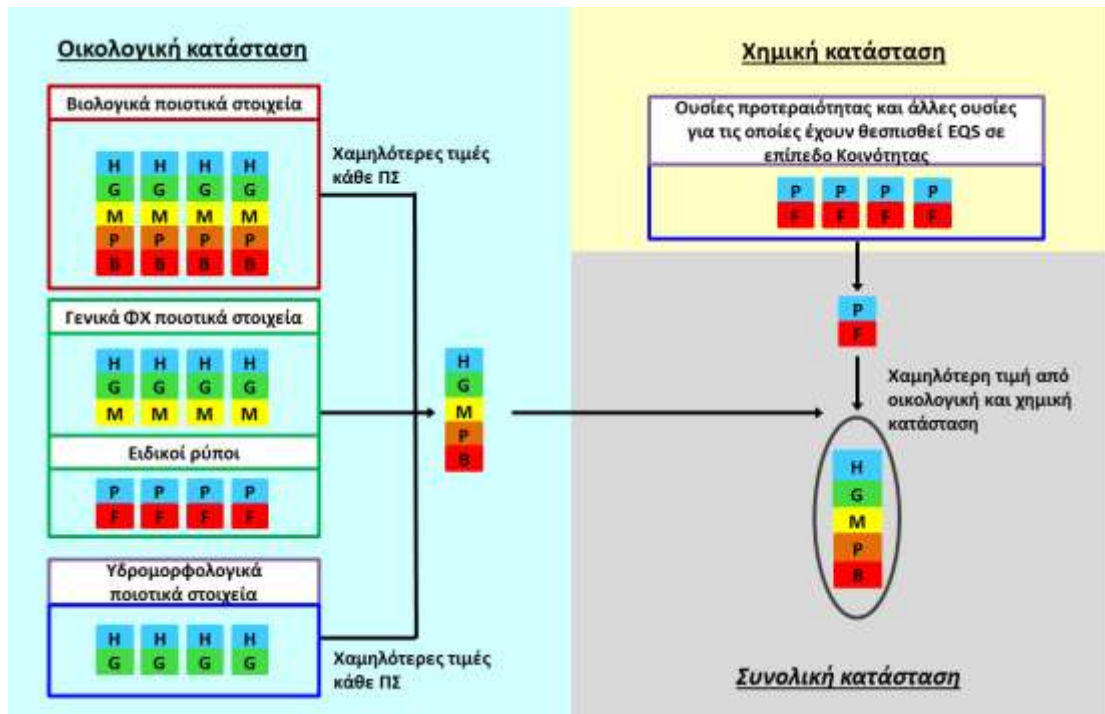 Οικολογική κατάσταση
Βιολογικά ποιοτικά στοιχεία
H H H H
G G G G
M M M M
P P P P
B B B B
Χαμηλότερες τιμές
κάθε ΠΣ
Γενικά ΦΧ ποιοτικά στοιχεία
H H H H
G G G G
M M M M
Ειδικοί ρύποι
P P P P
F F F F
Υδρομορφολογικά
ποιοτικά στοιχεία
H H H H
G G G G
Χαμηλότερες τιμές
κάθε ΠΣ
H
G
M
P
B
Χημική κατάσταση
Ουσίες προτεραιότητας και άλλες ουσίες
για τις οποίες έχουν θεσπισθεί EQS σε
επίπεδο Κοινότητας
P P P P
F F F F
P
F
Χαμηλότερη τιμή από
οικολογική και χημική
κατάσταση
H
G
M
P
B
Συνολική κατάσταση